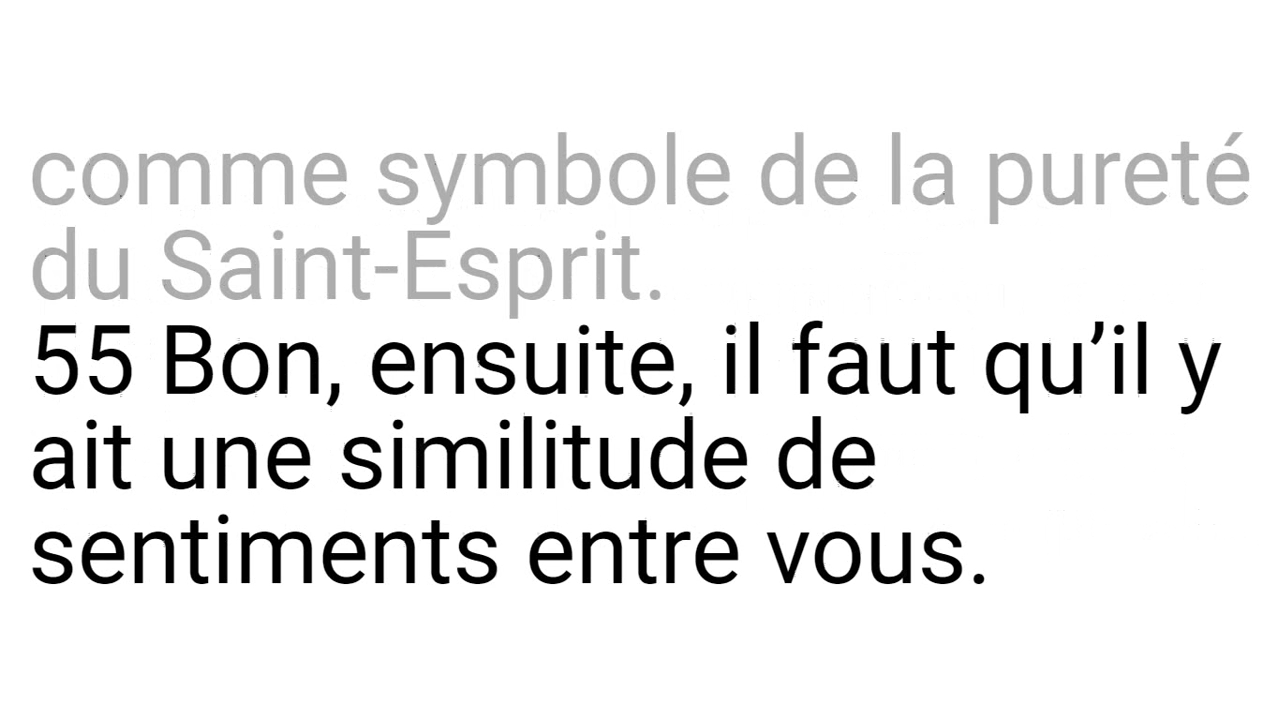 comme symbole de la pureté
du Saint-Esprit.
55 Bon, ensuite, il faut qu’il y
ait une similitude de
sentiments entre vous.